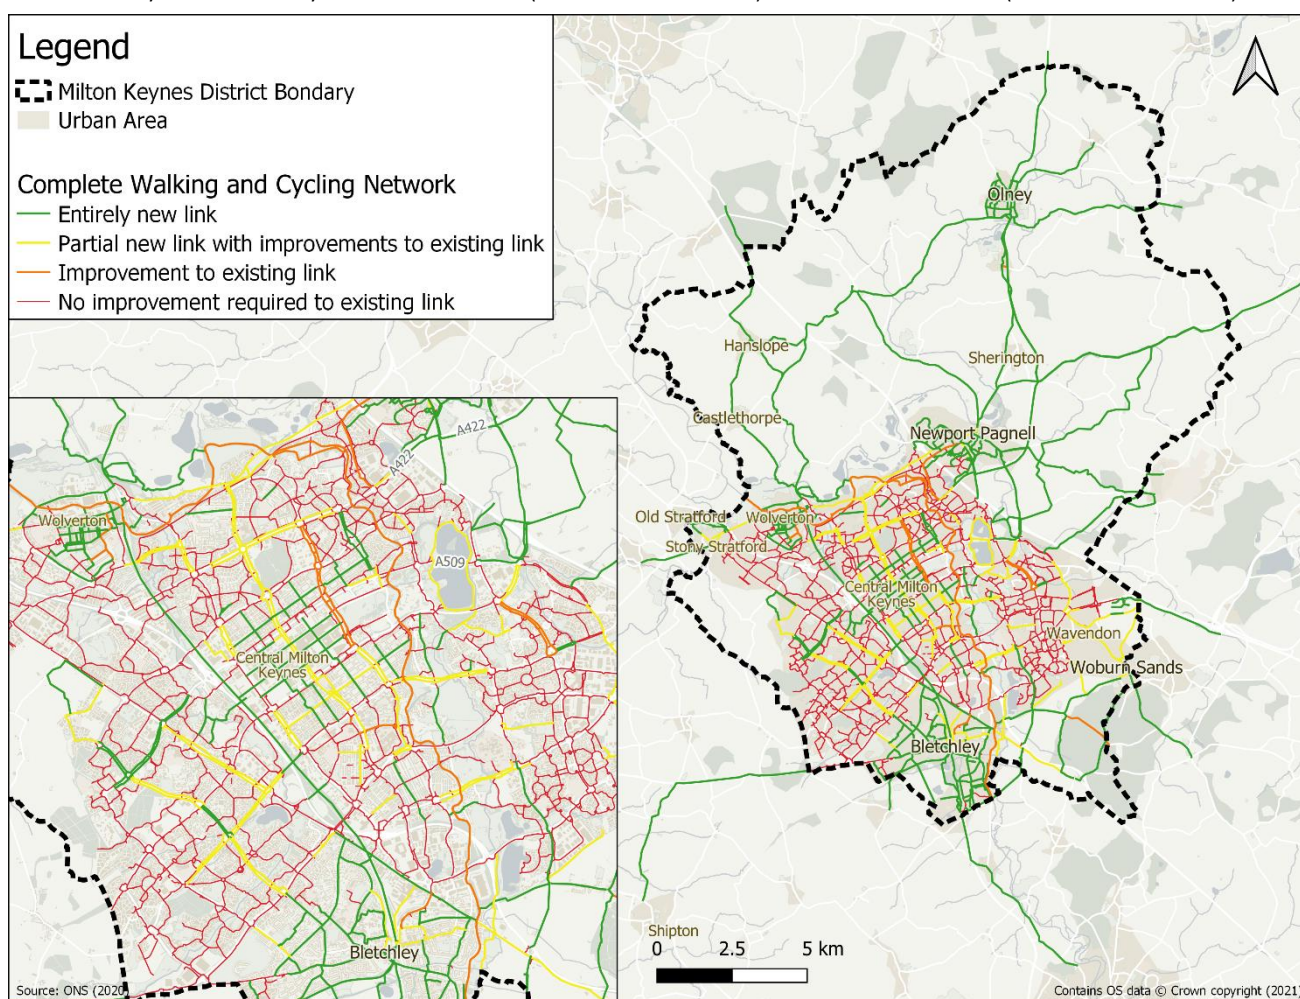 Legend
Milton Keynes District Bondary
Urban Area
Complete Walking and Cycling Network
Entirely new link
Partial new link with improvements to existing link
Improvement to existing link
No improvement required to existing link
Olney
Hanslope
Sherington
Castlethorpe
Newport Pagnell
Old Stratford
Wolverton
Stony Stratford
Central Milton
Keynes
Wavendon
Woburn Sands
Bletchley
Shipton
0 2.5 5 km
A422
A422
Wolverton
A509
Central Milton
Keynes
Bletchley
Source: ONS (2020)
Contains OS data © Crown copyright (2021)